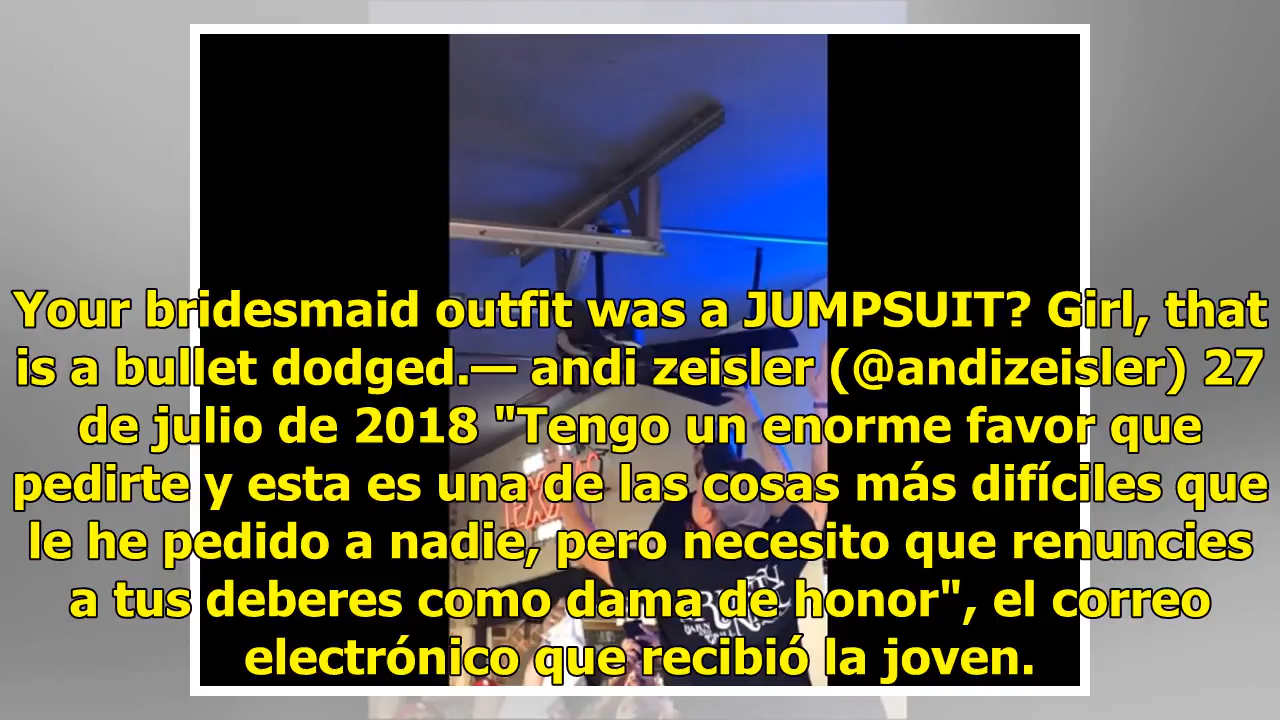 Your bridesmaid outfit was a JUMPSUIT? Girl, that
is a bullet dodged.— andi zeisler (@andizeisler) 27
de julio de 2018 "Tengo un enorme favor que
pedirte y esta es una de las cosas más difíciles que
le he pedido a nadie, pero necesito que renuncies
a tus deberes como dama de honor", el correo
electrónico que recibió la joven.